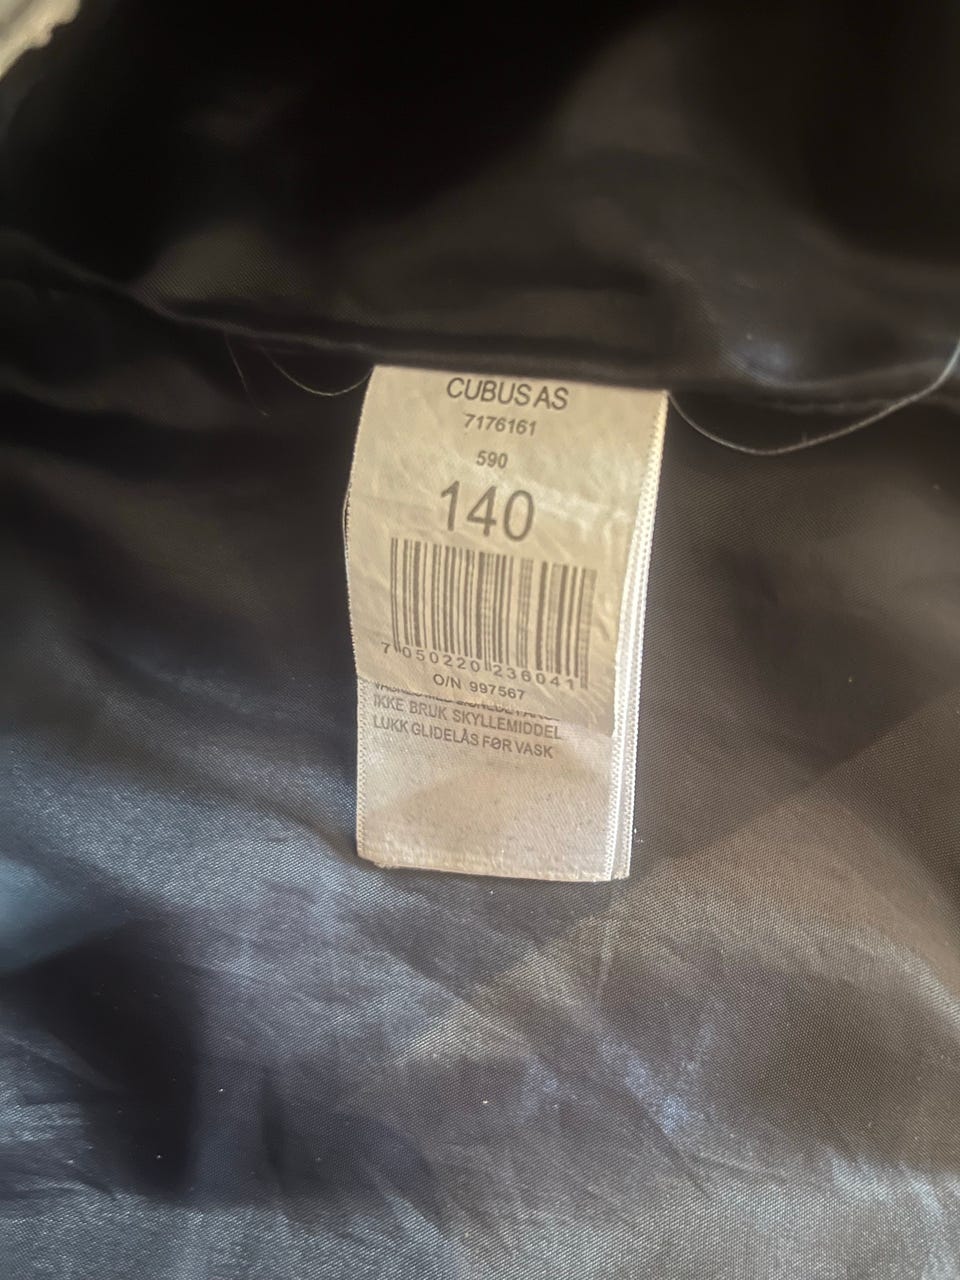 CUBUS AS
7176161
590
140
7 050220 236041
O/N 997567
IKKE BRUK SKYLLEMIDDEL
LUKK GLIDELÅS FØR VASK